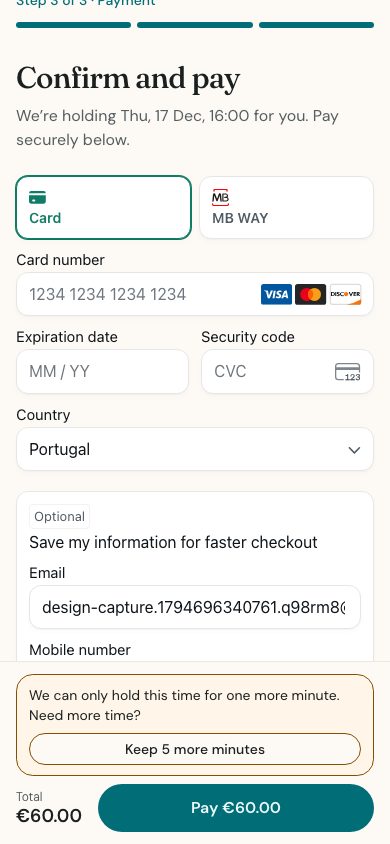 Step 3 of 3 · Payment
Confirm and pay
We’re holding Thu, 17 Dec, 16:00 for you. Pay
securely below.
Card
MB
MB WAY
Card number
1234 1234 1234 1234
VISA
DISCOVER
Expiration date
Security code
MM / YY
CVC
123
Country
Portugal
Optional
Save my information for faster checkout
Email
design-capture.1794696340761.q98rm8@
Mobile number
We can only hold this time for one more minute.
Need more time?
Keep 5 more minutes
Total
€60.00
Pay €60.00